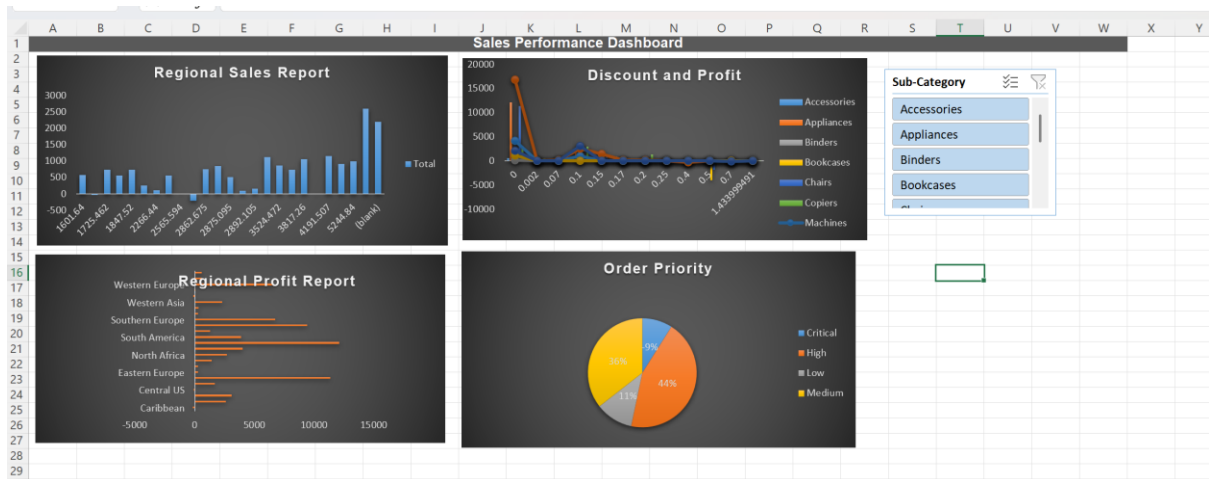 A B C D E F G H I J K L M N O P Q R S T U V W X Y
1 Sales Performance Dashboard
2
3
4
5
6
7
8
9
10
11
12
13
14
15
16
17
18
19
20
21
22
23
24
25
26
27
28
29
Regional Sales Report
3000
2500
2000
1500
1000
500
0
-500
1601.64 1725.462 1847.52 2266.44 2565.594 2862.675 2875.095 2892.105 3524.472 3817.26 4191.507 5244.84 (blank)
Total
Discount and Profit
20000
15000
10000
5000
0
-5000
-10000
0 0.002 0.07 0.1 0.15 0.17 0.2 0.25 0.4 0.5 0.7 1.433999491
Accessories
Appliances
Binders
Bookcases
Chairs
Copiers
Machines
Sub-Category
Accessories
Appliances
Binders
Bookcases
Regional Profit Report
Western Europe
Western Asia
Southern Europe
South America
North Africa
Eastern Europe
Central US
Caribbean
-5000 0 5000 10000 15000
Order Priority
9%
44%
11%
36%
Critical
High
Low
Medium